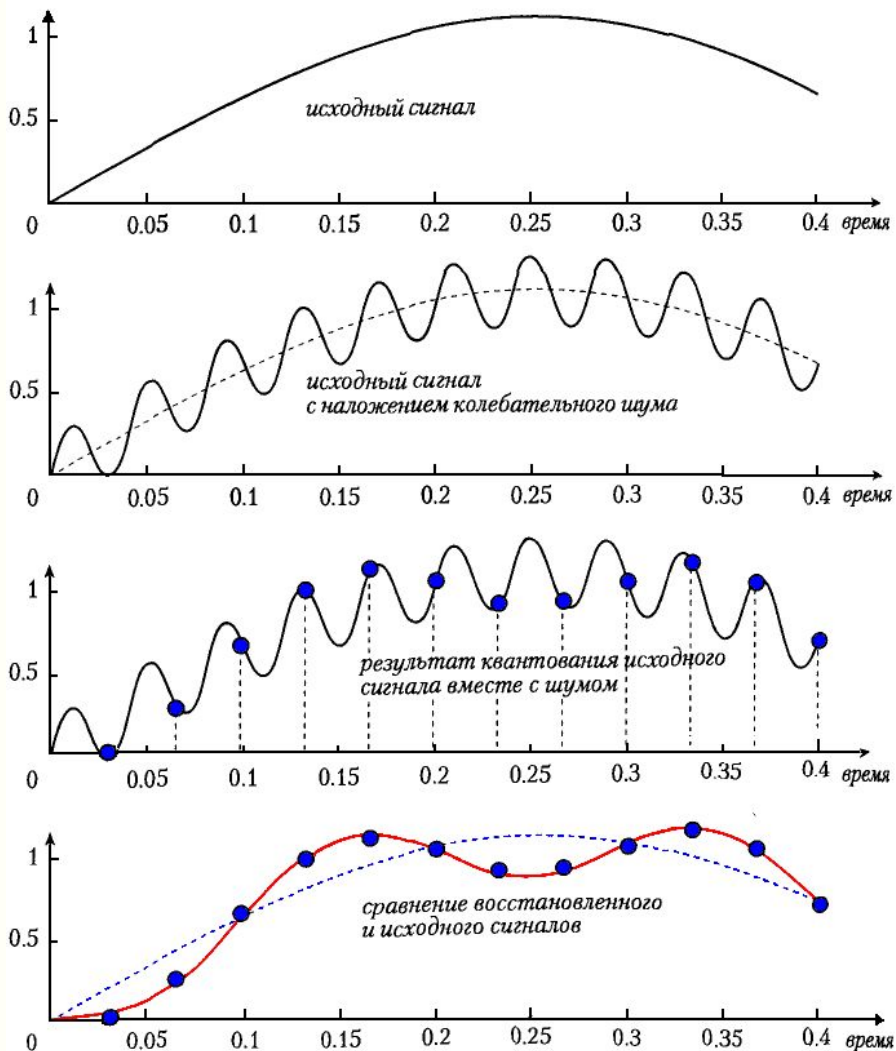 1
0.5
исходный сигнал
0 0.05 0.1 0.15 0.2 0.25 0.3 0.35 0.4 время
1
0.5
исходный сигнал
с наложением колебательного шума
0 0.05 0.1 0.15 0.2 0.25 0.3 0.35 0.4 время
1
0.5
результат квантования исходного
сигнала вместе с шумом
0 0.05 0.1 0.15 0.2 0.25 0.3 0.35 0.4 время
1
0.5
сравнение восстановленного
и исходного сигналов
0 0.05 0.1 0.15 0.2 0.25 0.3 0.35 0.4 время